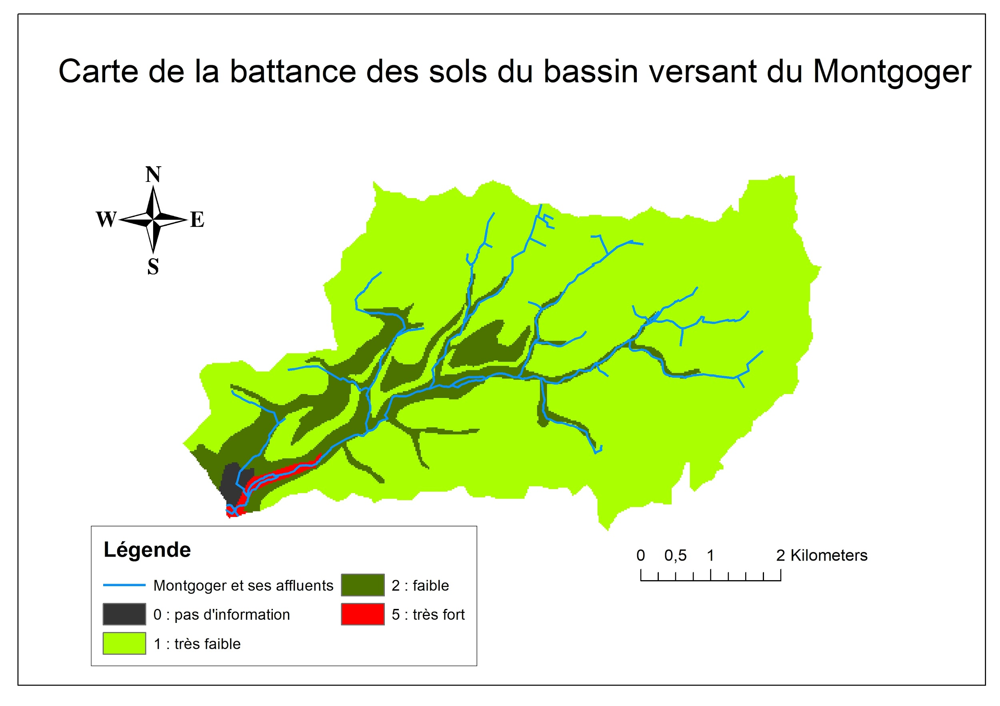 Carte de la battance des sols du bassin versant du Montgoger
N
W E
S
Légende
Montgoger et ses affluents
0 : pas d'information
1 : très faible
2 : faible
5 : très fort
0 0,5 1 2 Kilometers